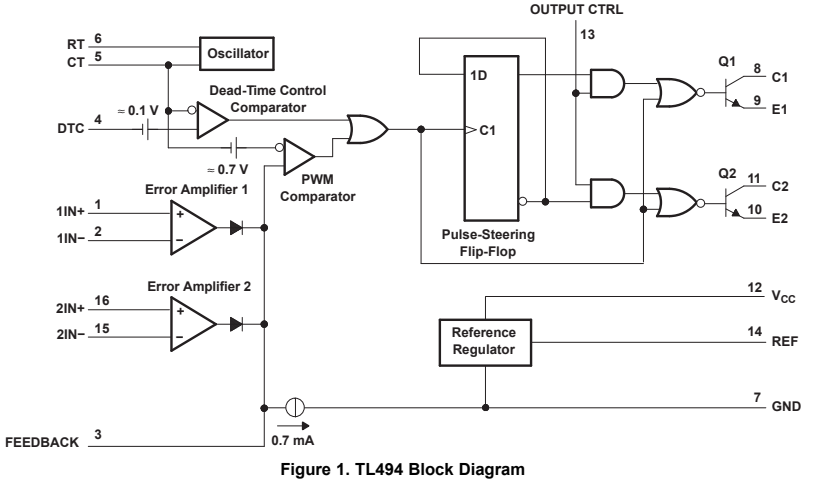 OUTPUT CTRL
13
RT 6
CT 5
Oscillator
Dead-Time Control
Comparator
≈ 0.1 V
DTC 4
≈ 0.7 V
PWM
Comparator
1D
C1
Pulse-Steering
Flip-Flop
Q1
8 C1
9 E1
Q2
11 C2
10 E2
Error Amplifier 1
1IN+ 1
+
1IN− 2
−
Error Amplifier 2
2IN+ 16
+
2IN− 15
−
12 VCC
Reference
Regulator
14 REF
7 GND
0.7 mA
FEEDBACK 3
Figure 1. TL494 Block Diagram